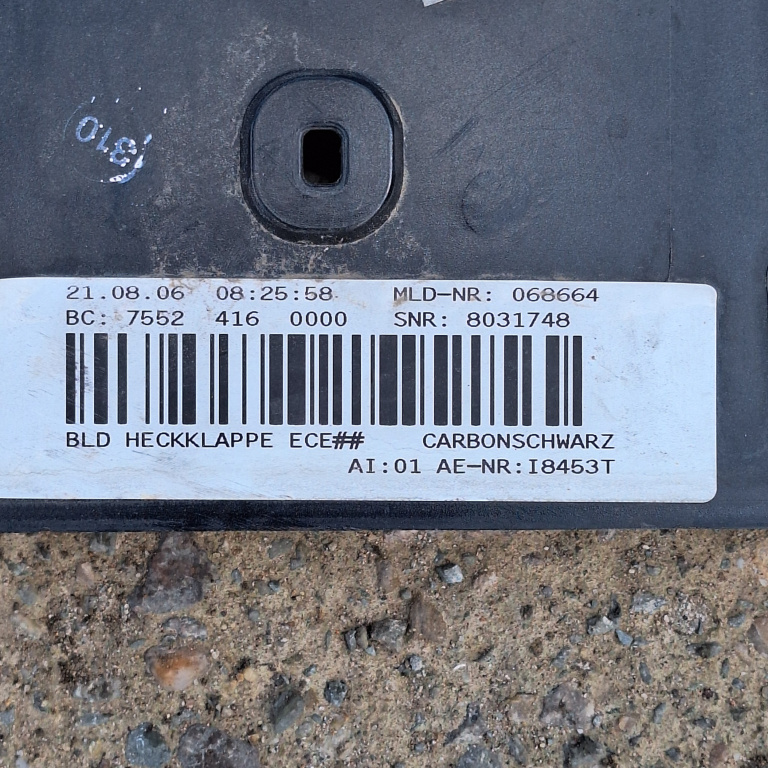 310
21.08.06 08:25:58 MLD-NR: 068664
BC: 7552 416 0000 SNR: 8031748
BLD HECKKLAPPE ECE## CARBONSCHWARZ
AI:01 AE-NR:I8453T